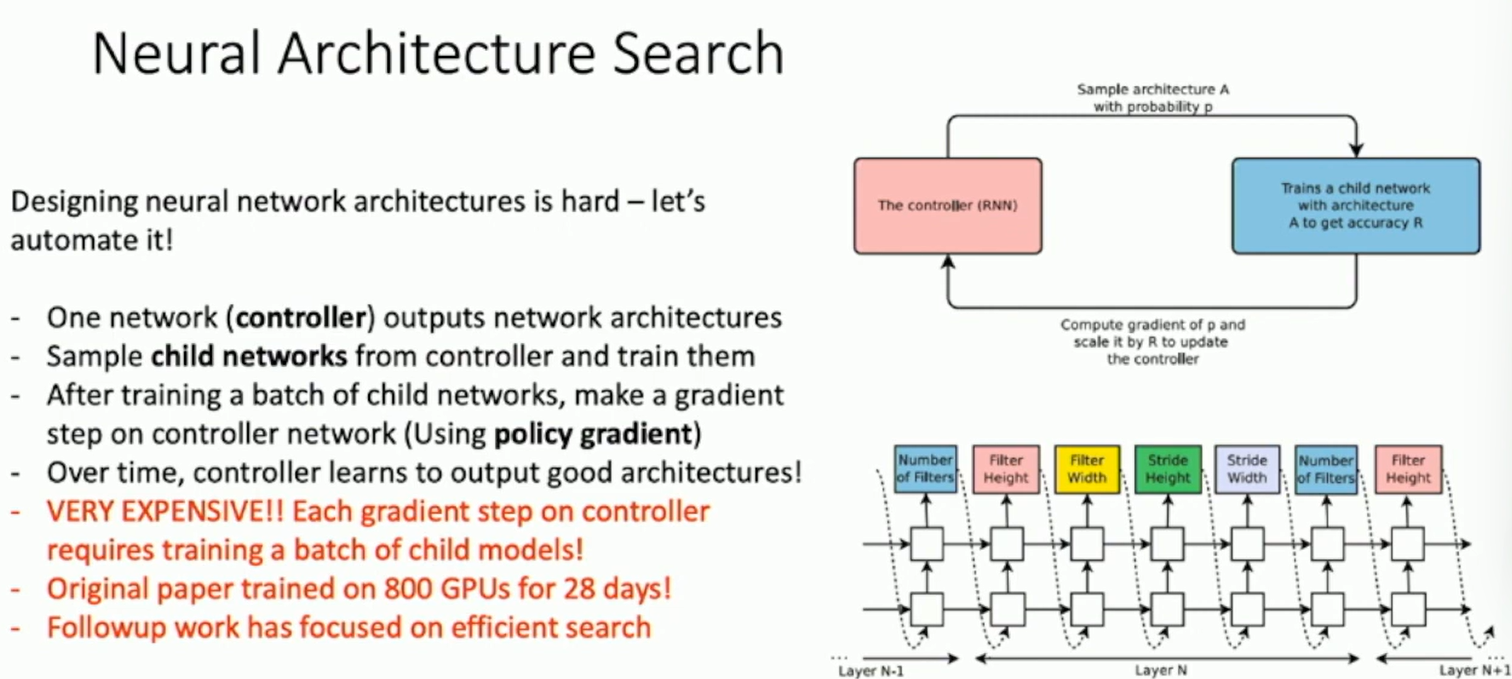 Neural Architecture Search
Designing neural network architectures is hard – let's
automate it!
- One network (controller) outputs network architectures
- Sample child networks from controller and train them
- After training a batch of child networks, make a gradient
step on controller network (Using policy gradient)
- Over time, controller learns to output good architectures!
- VERY EXPENSIVE!! Each gradient step on controller
requires training a batch of child models!
- Original paper trained on 800 GPUs for 28 days!
- Followup work has focused on efficient search
Sample architecture A
with probability p
The controller (RNN)
Trains a child network
with architecture
A to get accuracy R
Compute gradient of p and
scale it by R to update
the controller
Number
of Filters
Filter
Height
Filter
Width
Stride
Height
Stride
Width
Number
of Filters
Filter
Height
...
Layer N-1
Layer N
...
Layer N+1